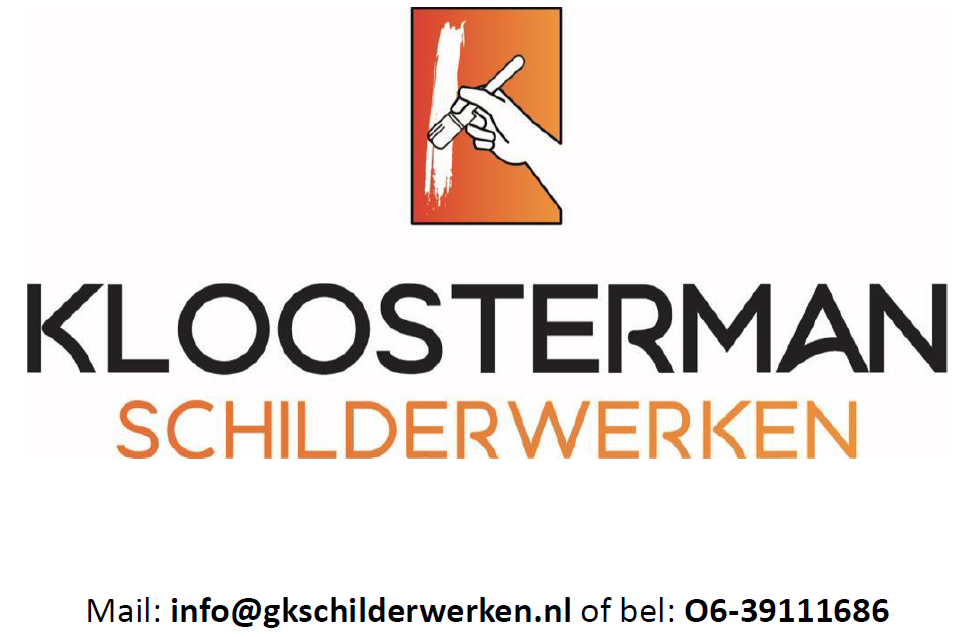 KLOOSTERMAN
SCHILDERWERKEN
Mail: info@gkschilderwerken.nl of bel: O6-39111686